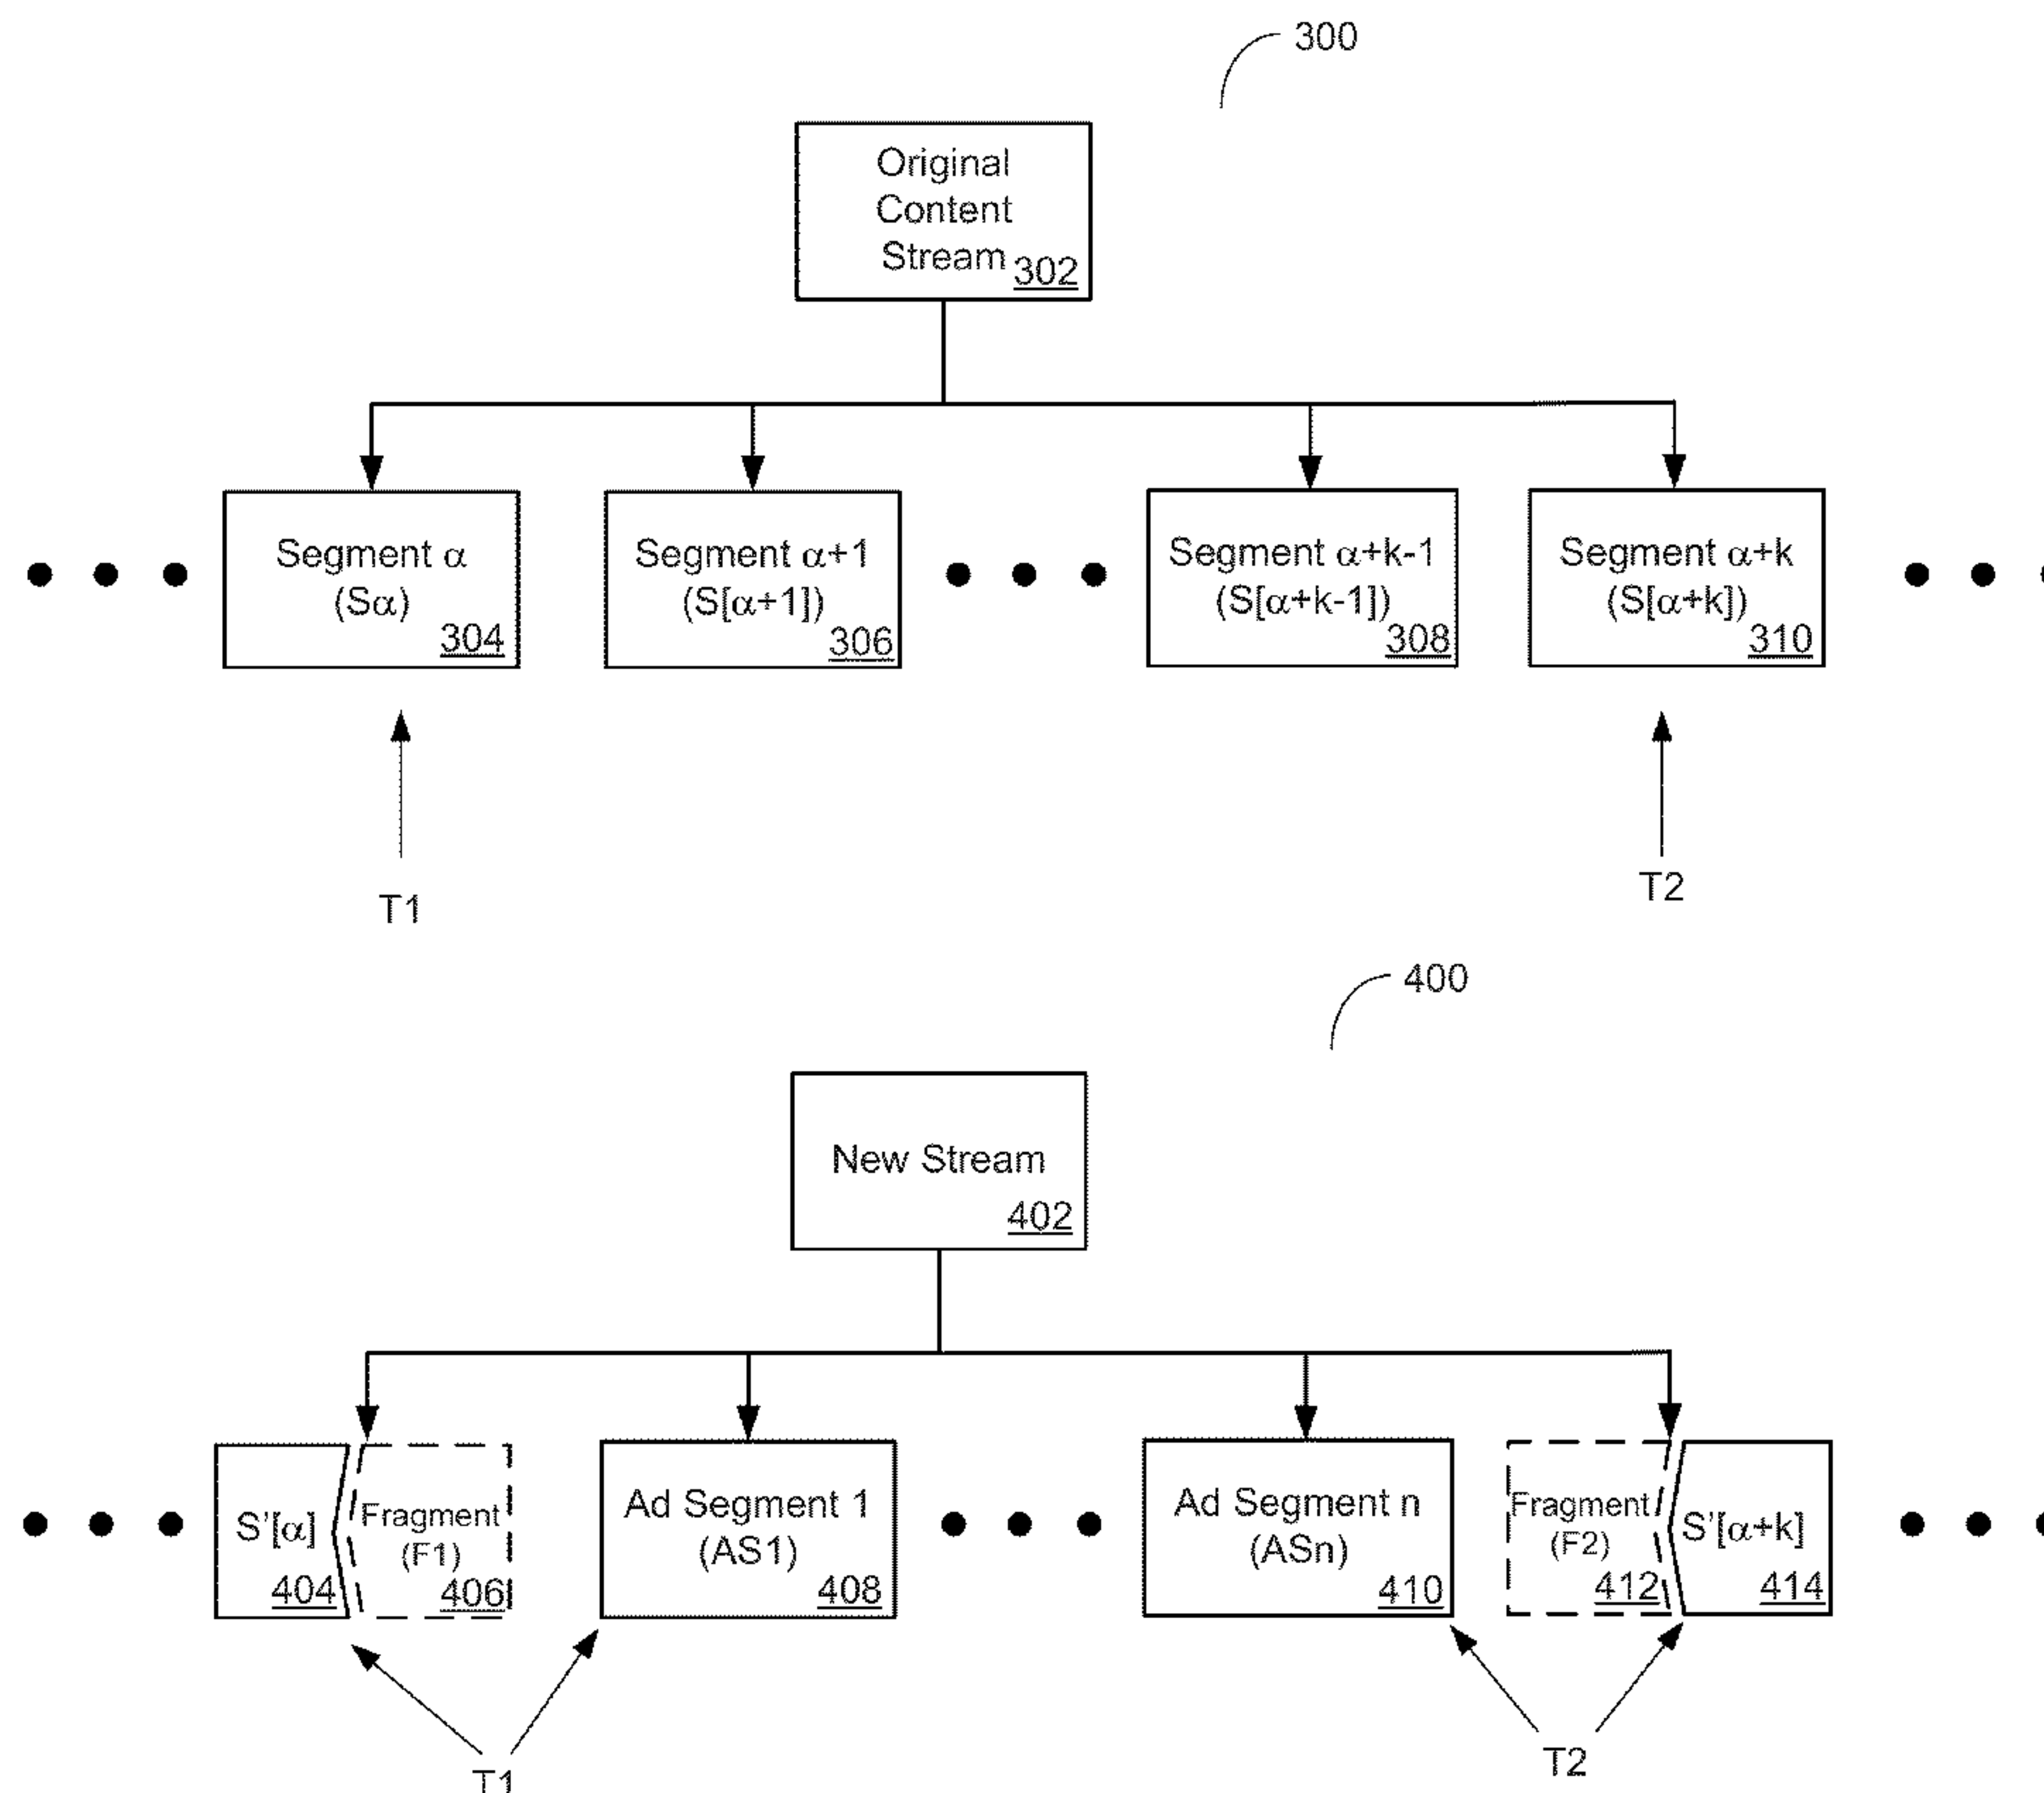 300
Original
Content
Stream
302
Segment α
(Sα)
304
Segment α+1
(S[α+1])
306
Segment α+k-1
(S[α+k-1])
308
Segment α+k
(S[α+k])
310
T1
T2
400
New Stream
402
S'[α]
404
Fragment
(F1)
406
Ad Segment 1
(AS1)
408
Ad Segment n
(ASn)
410
Fragment
(F2)
412
S'[α+k]
414
T1
T2